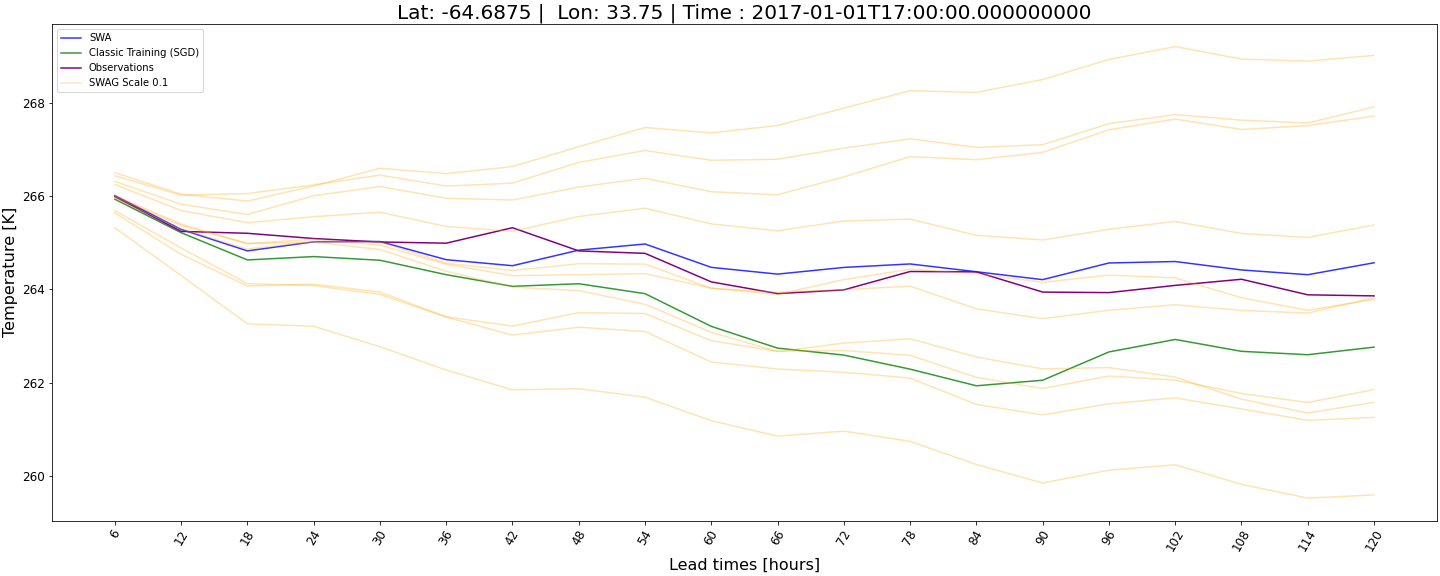 Lat: -64.6875 |  Lon: 33.75 | Time : 2017-01-01T17:00:00.000000000
SWA
Classic Training (SGD)
Observations
SWAG Scale 0.1
Temperature [K]
268
266
264
262
260
6 12 18 24 30 36 42 48 54 60 66 72 78 84 90 96 102 108 114 120
Lead times [hours]